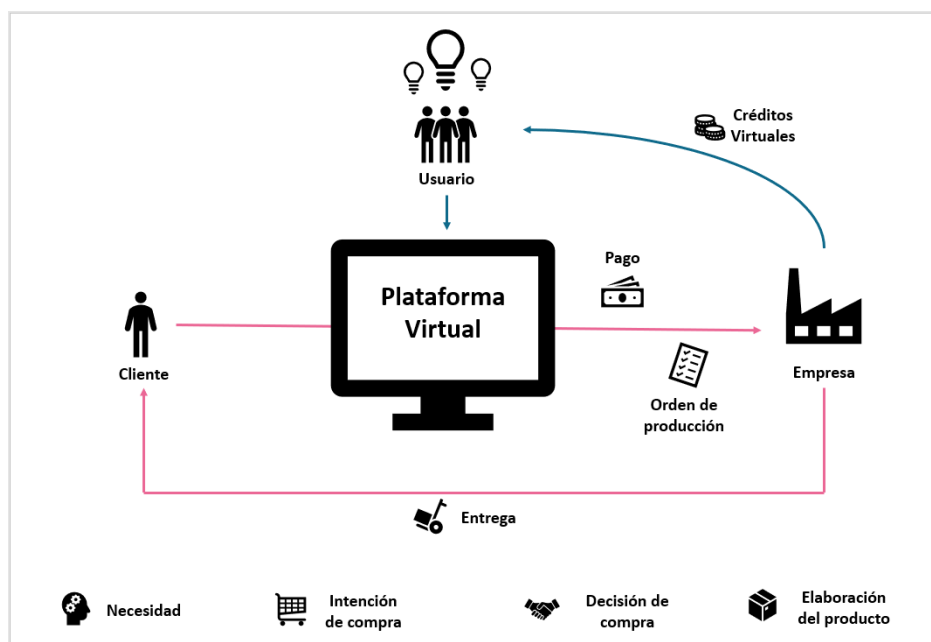 Créditos
Virtuales
Usuario
Plataforma
Virtual
Pago
Cliente
Empresa
Orden de
producción
Entrega
Necesidad
Intención
de compra
Decisión de
compra
Elaboración
del producto